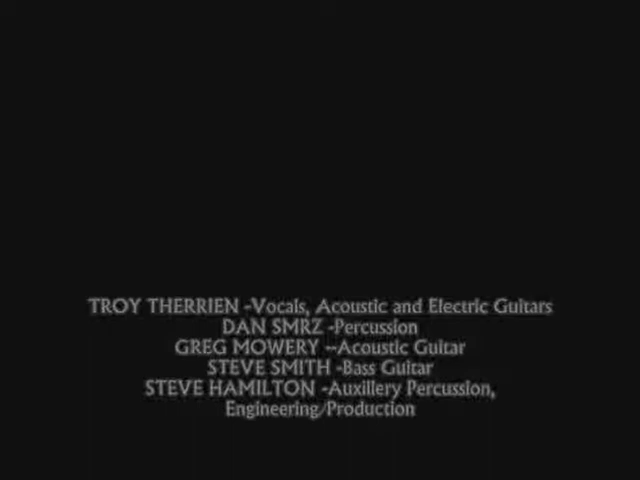 TROY THERRIEN -Vocals, Acoustic and Electric Guitars
DAN SMRZ -Percussion
GREG MOWERY --Acoustic Guitar
STEVE SMITH -Bass Guitar
STEVE HAMILTON -Auxillery Percussion,
Engineering/Production